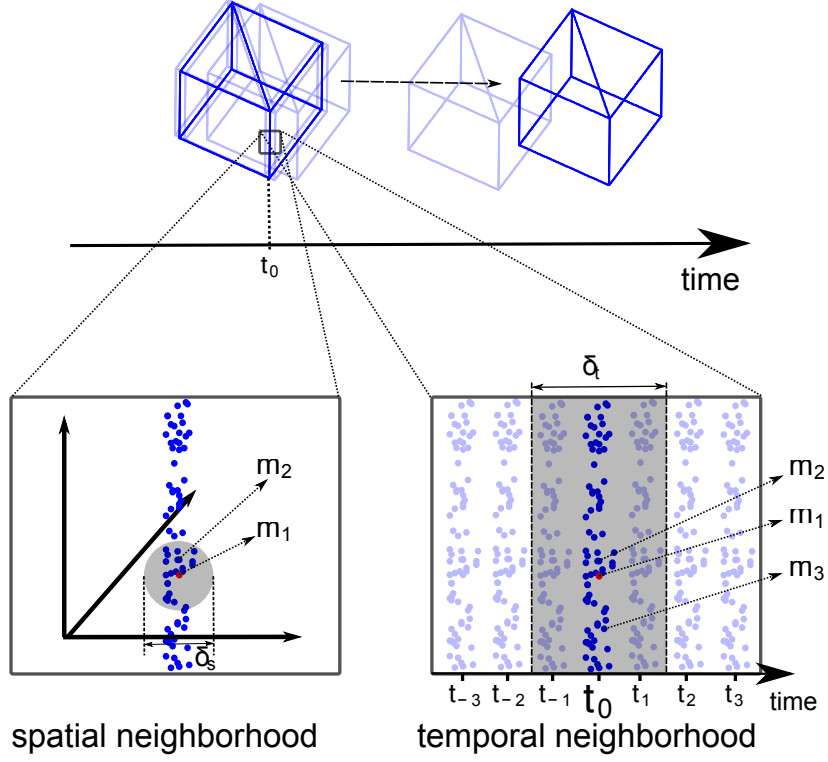 t₀
time
δₜ
m₂
m₁
m₂
m₁
m₃
δₛ
t₋₃ t₋₂ t₋₁ t₀ t₁ t₂ t₃ time
spatial neighborhood
temporal neighborhood